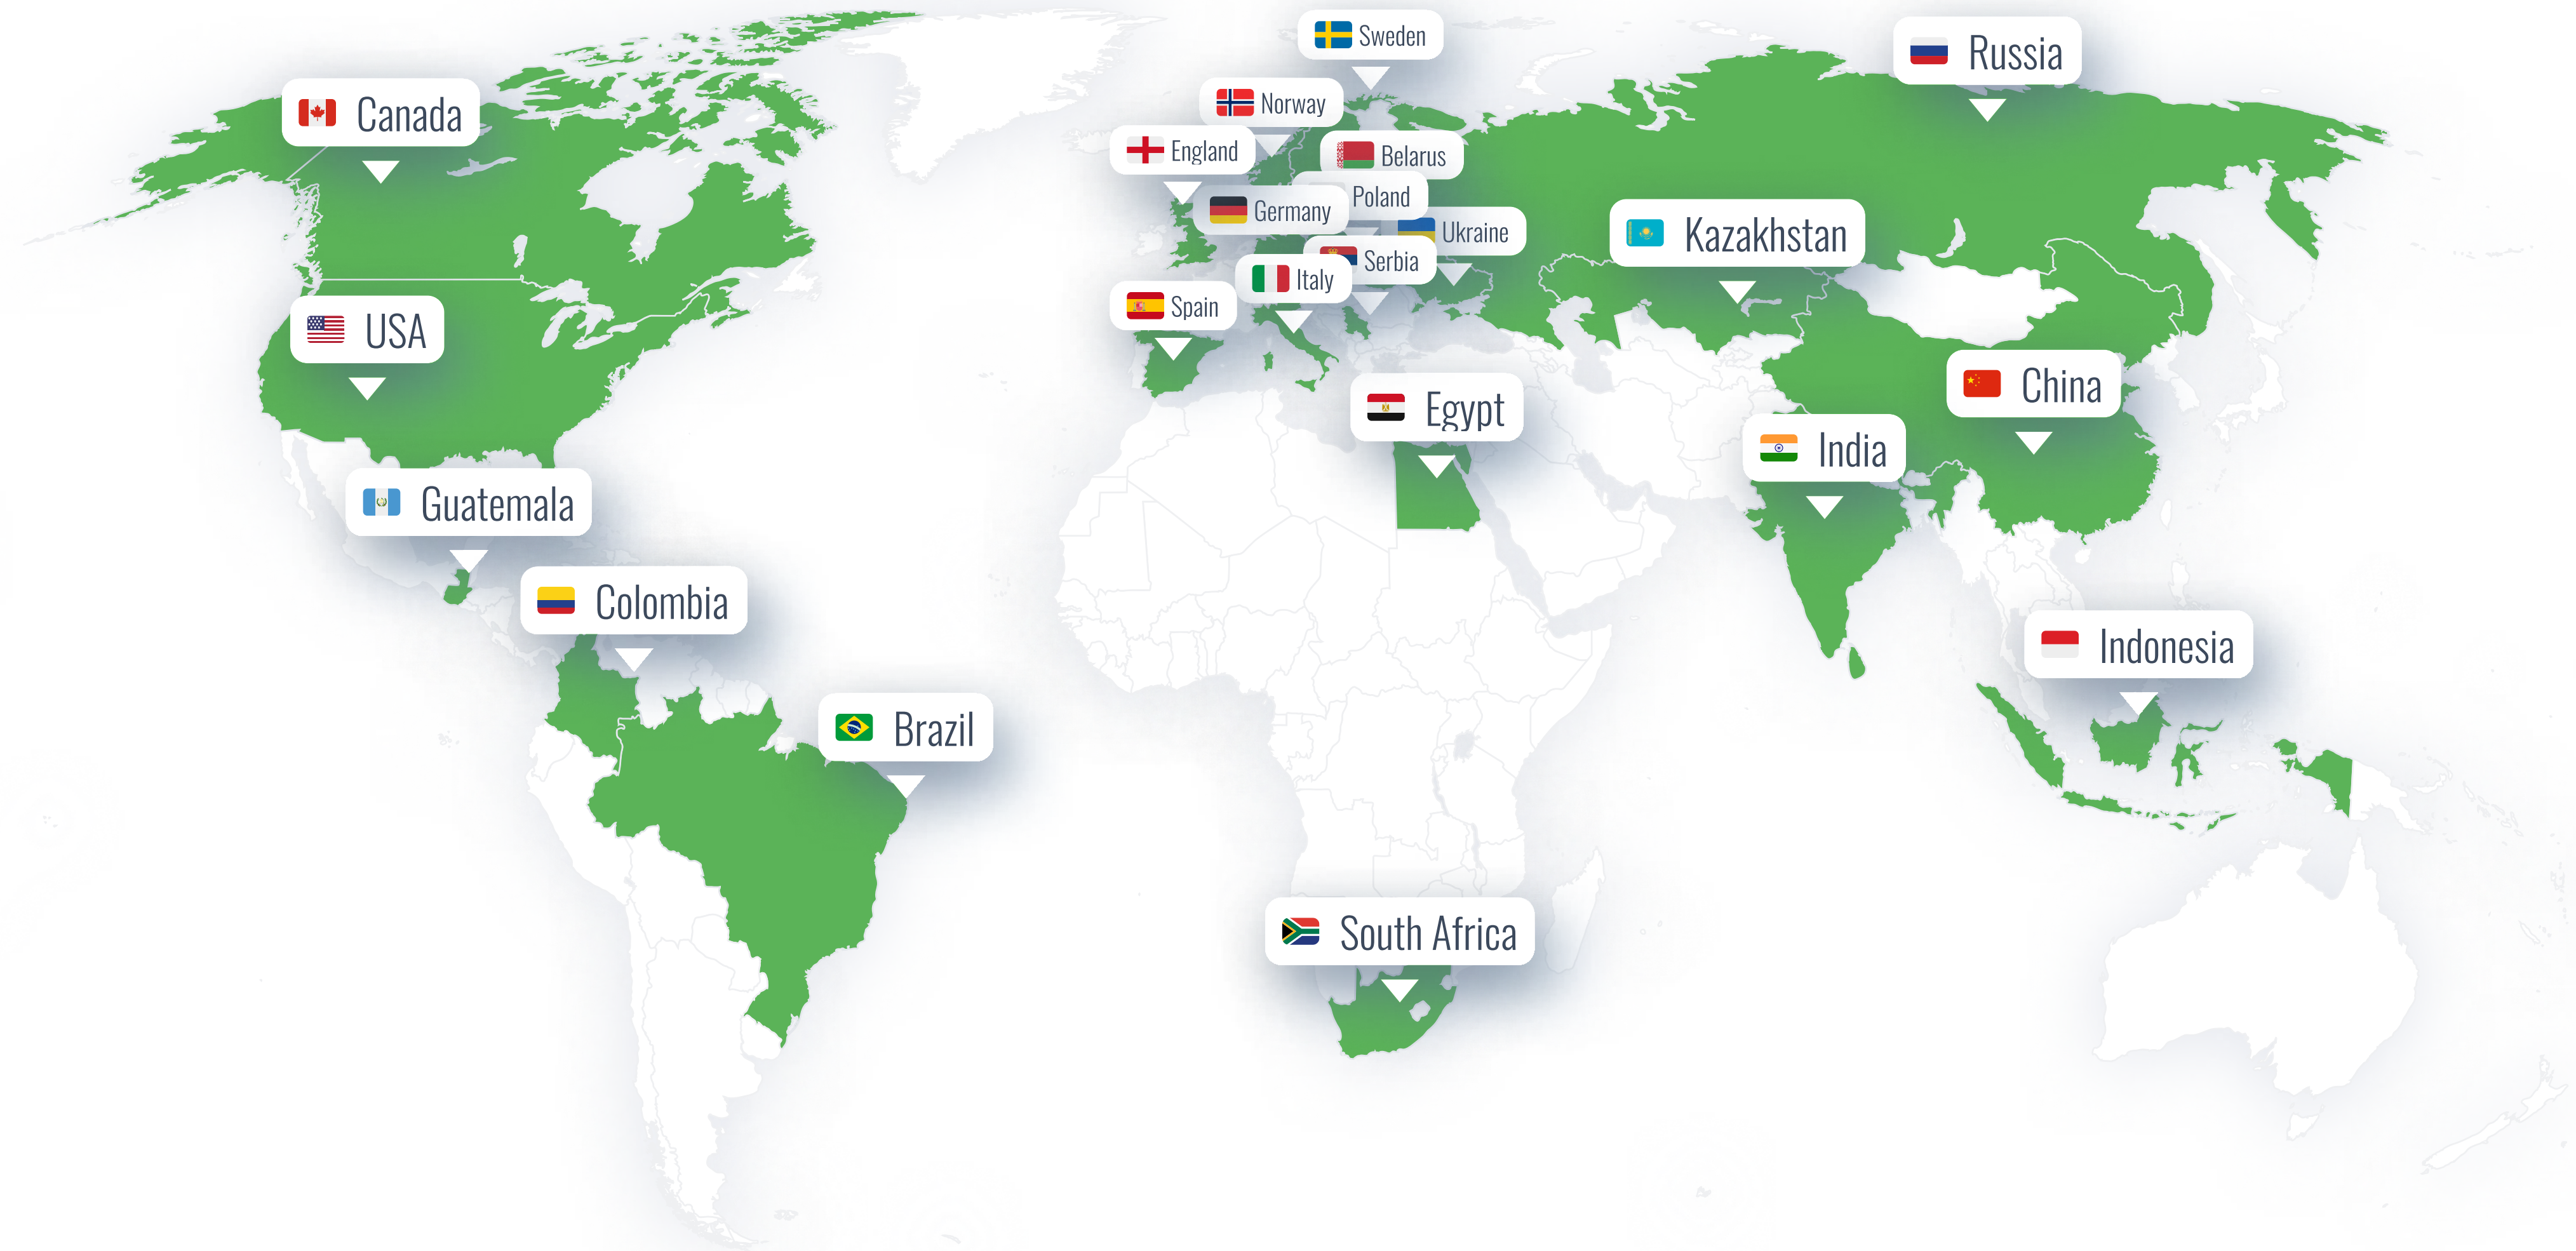 Sweden
Russia
Canada
Norway
England
Belarus
Poland
Germany
Ukraine
Kazakhstan
Serbia
Italy
Spain
USA
China
Egypt
India
Guatemala
Colombia
Indonesia
Brazil
South Africa